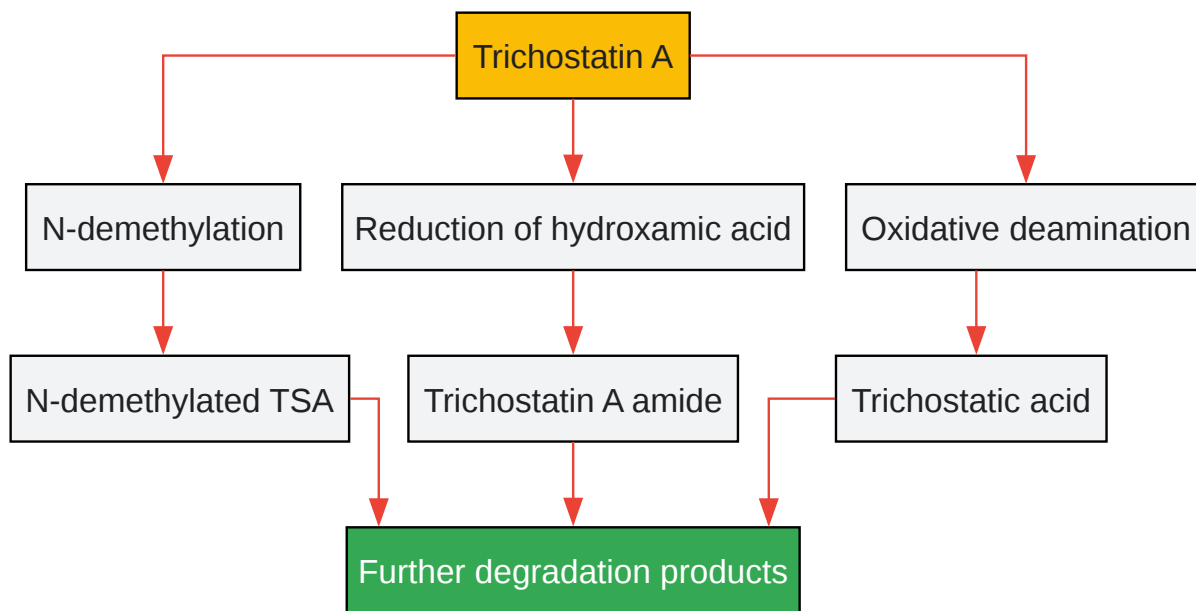 Trichostatin A
N-demethylation
Reduction of hydroxamic acid
Oxidative deamination
N-demethylated TSA
Trichostatin A amide
Trichostatic acid
Further degradation products